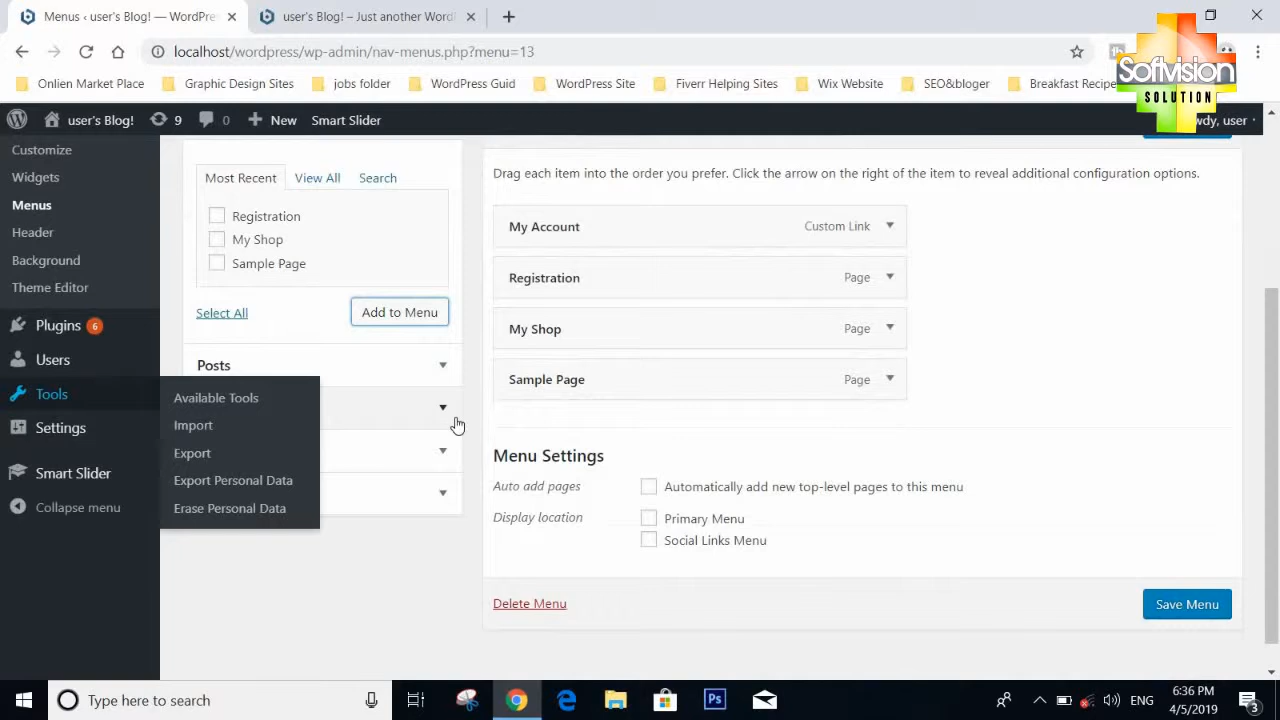 Menus ‹ user's Blog! — WordP
user's Blog! – Just another Word
localhost/wordpress/wp-admin/nav-menus.php?menu=13
Onlien Market Place
Graphic Design Sites
jobs folder
WordPress Guid
WordPress Site
Fiverr Helping Sites
Wix Website
SEO&bloger
Breakfast Recipe
Softvision
SOLUTION
user's Blog!
9
0
New
Smart Slider
wdy, user
Customize
Widgets
Menus
Header
Background
Theme Editor
Plugins 6
Users
Tools
Settings
Smart Slider
Collapse menu
Available Tools
Import
Export
Export Personal Data
Erase Personal Data
Most Recent
View All
Search
Registration
My Shop
Sample Page
Select All
Add to Menu
Posts
Drag each item into the order you prefer. Click the arrow on the right of the item to reveal additional configuration options.
My Account Custom Link
Registration Page
My Shop Page
Sample Page Page
Menu Settings
Auto add pages
Automatically add new top-level pages to this menu
Display location
Primary Menu
Social Links Menu
Delete Menu
Save Menu
Type here to search
Ps
ENG
6:36 PM
4/5/2019
3